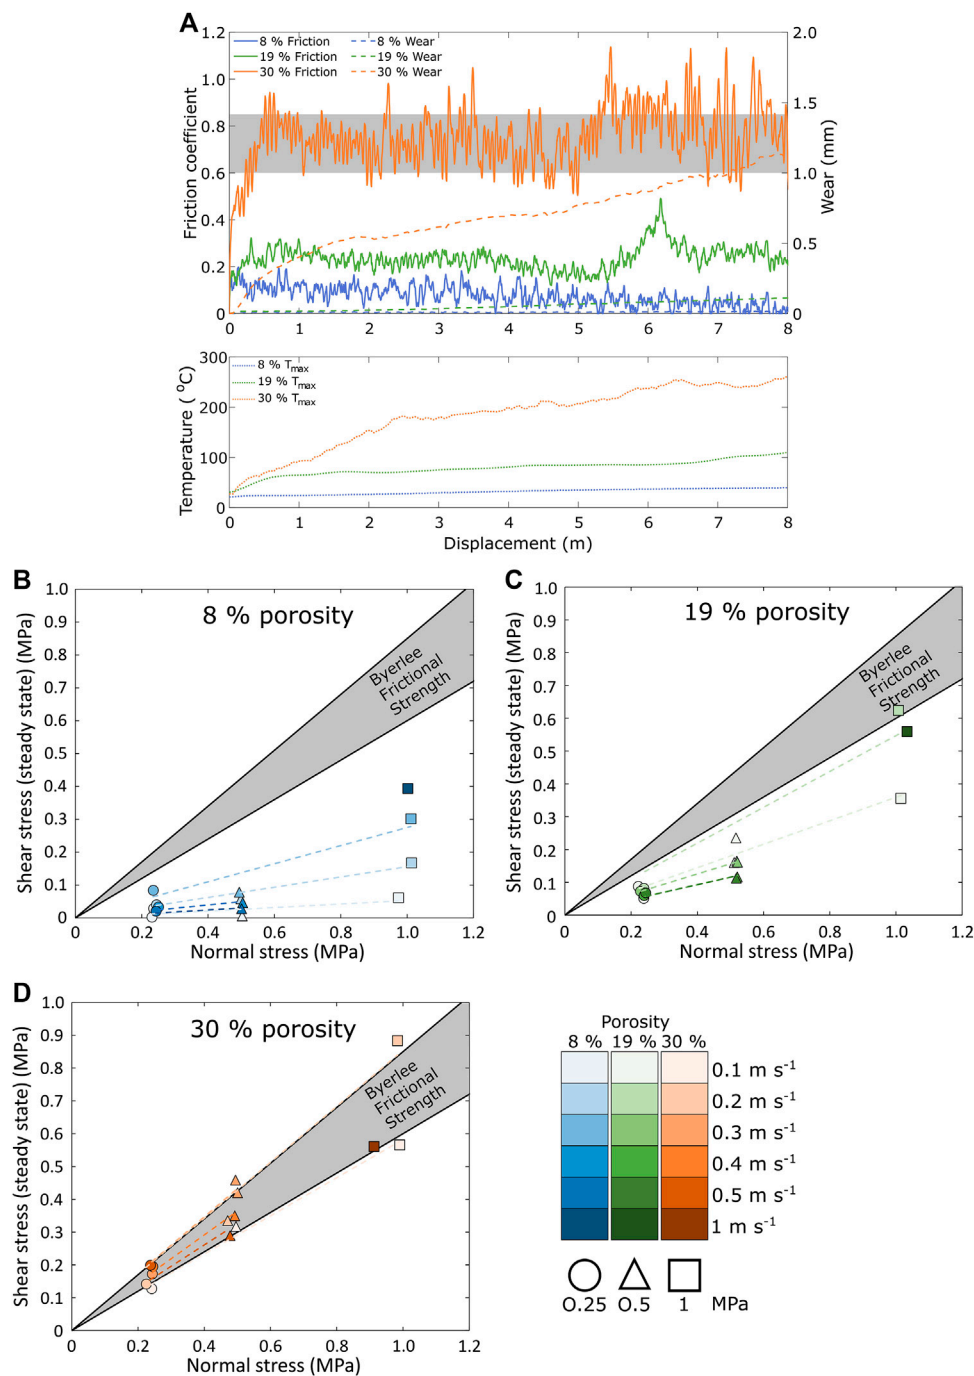 A
8 % Friction
19 % Friction
30 % Friction
8 % Wear
19 % Wear
30 % Wear
1.2
1.0
0.8
0.6
0.4
0.2
0
Friction coefficient
2.0
1.5
1.0
0.5
0
Wear (mm)
0 1 2 3 4 5 6 7 8
8 % Tmax
19 % Tmax
30 % Tmax
300
200
100
0
Temperature ( °C)
0 1 2 3 4 5 6 7 8
Displacement (m)
B
8 % porosity
Byerlee
Frictional
Strength
1.0
0.9
0.8
0.7
0.6
0.5
0.4
0.3
0.2
0.1
0
Shear stress (steady state) (MPa)
0 0.2 0.4 0.6 0.8 1.0 1.2
Normal stress (MPa)
C
19 % porosity
Byerlee
Frictional
Strength
1.0
0.9
0.8
0.7
0.6
0.5
0.4
0.3
0.2
0.1
0
Shear stress (steady state) (MPa)
0 0.2 0.4 0.6 0.8 1.0 1.2
Normal stress (MPa)
D
30 % porosity
Byerlee
Frictional
Strength
1.0
0.9
0.8
0.7
0.6
0.5
0.4
0.3
0.2
0.1
0
Shear stress (steady state) (MPa)
0 0.2 0.4 0.6 0.8 1.0 1.2
Normal stress (MPa)
Porosity
8 % 19 % 30 %
0.1 m s⁻¹
0.2 m s⁻¹
0.3 m s⁻¹
0.4 m s⁻¹
0.5 m s⁻¹
1 m s⁻¹
0.25 0.5 1 MPa